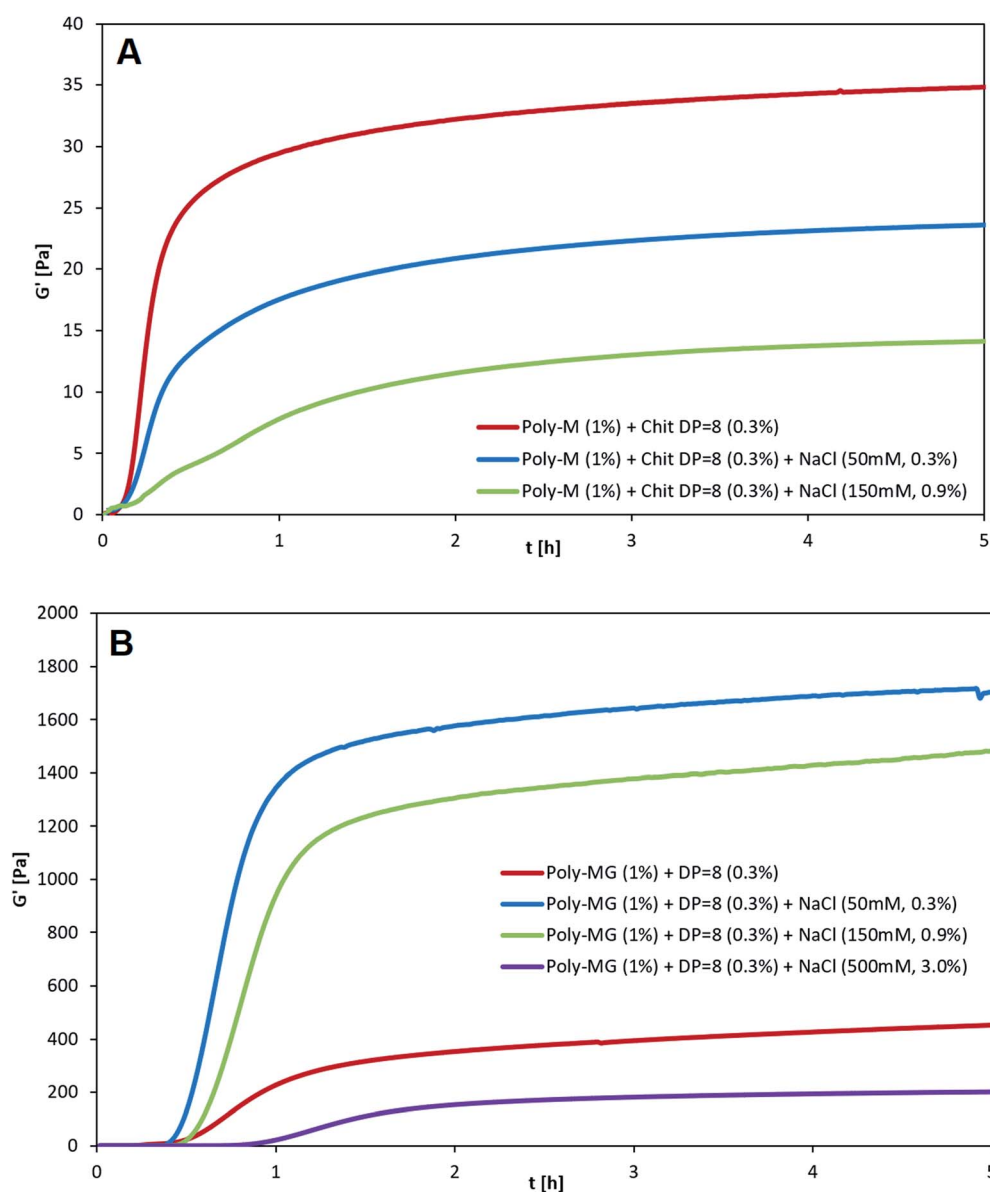 A
40
35
30
25
20
15
10
5
0
G' [Pa]
Poly-M (1%) + Chit DP=8 (0.3%)
Poly-M (1%) + Chit DP=8 (0.3%) + NaCl (50mM, 0.3%)
Poly-M (1%) + Chit DP=8 (0.3%) + NaCl (150mM, 0.9%)
0 1 2 3 4 5
t [h]
B
2000
1800
1600
1400
1200
1000
800
600
400
200
0
G' [Pa]
Poly-MG (1%) + DP=8 (0.3%)
Poly-MG (1%) + DP=8 (0.3%) + NaCl (50mM, 0.3%)
Poly-MG (1%) + DP=8 (0.3%) + NaCl (150mM, 0.9%)
Poly-MG (1%) + DP=8 (0.3%) + NaCl (500mM, 3.0%)
0 1 2 3 4 5
t [h]